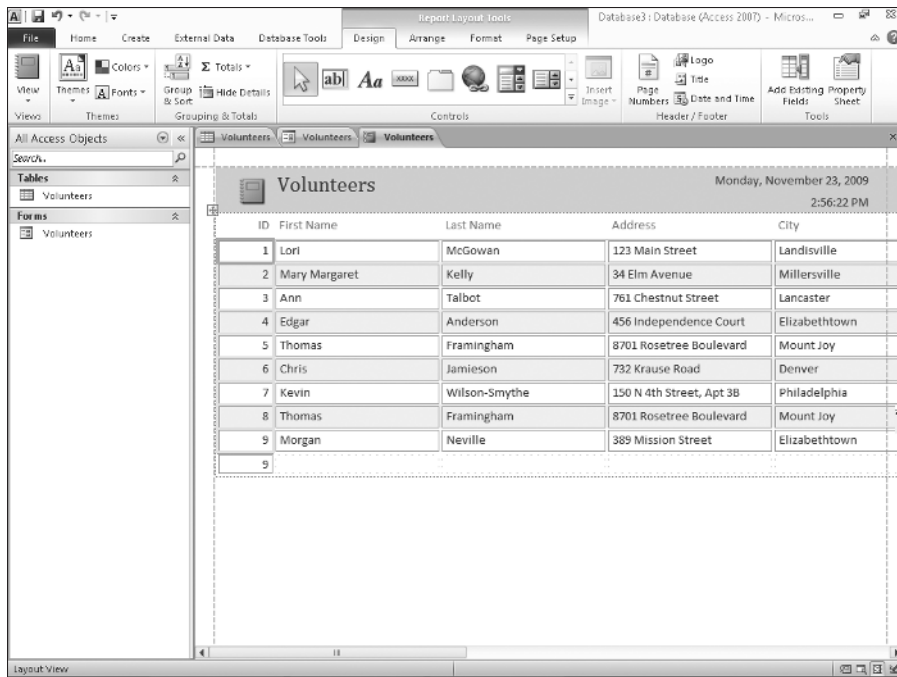 A
Report Layout Tools
Database3 : Database (Access 2007) - Micros...
File Home Create External Data Database Tools Design Arrange Format Page Setup
View
Themes
Colors
Fonts
Group & Sort
Σ Totals
Hide Details
ab|
Aa
XXXX
Insert Image
Page Numbers
#
Logo
Title
Date and Time
Add Existing Fields
Property Sheet
Views Themes Grouping & Totals Controls Header / Footer Tools
All Access Objects «
Volunteers Volunteers Volunteers ×
Search..
Tables
Volunteers
Forms
Volunteers
Volunteers
Monday, November 23, 2009
2:56:22 PM
ID First Name Last Name Address City
1 Lori McGowan 123 Main Street Landisville
2 Mary Margaret Kelly 34 Elm Avenue Millersville
3 Ann Talbot 761 Chestnut Street Lancaster
4 Edgar Anderson 456 Independence Court Elizabethtown
5 Thomas Framingham 8701 Rosetree Boulevard Mount Joy
6 Chris Jamieson 732 Krause Road Denver
7 Kevin Wilson-Smythe 150 N 4th Street, Apt 3B Philadelphia
8 Thomas Framingham 8701 Rosetree Boulevard Mount Joy
9 Morgan Neville 389 Mission Street Elizabethtown
9
Layout View